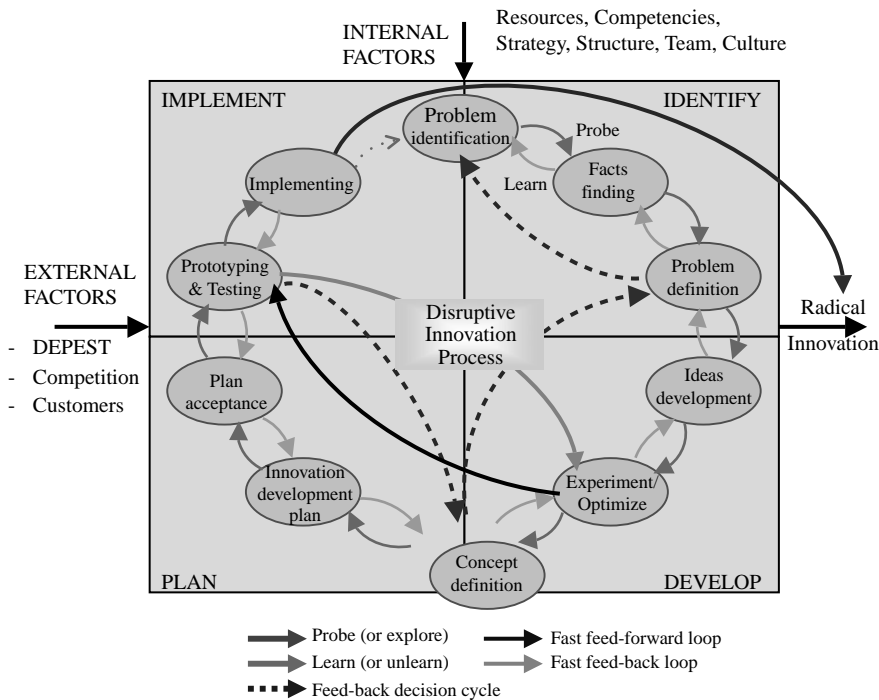 INTERNAL
FACTORS
Resources, Competencies,
Strategy, Structure, Team, Culture
IMPLEMENT
IDENTIFY
Problem
identification
Probe
Learn
Facts
finding
Implementing
EXTERNAL
FACTORS
- DEPEST
- Competition
- Customers
Prototyping
& Testing
Problem
definition
Disruptive
Innovation
Process
Radical
Innovation
Plan
acceptance
Ideas
development
Innovation
development
plan
Experiment/
Optimize
Concept
definition
PLAN
DEVELOP
Probe (or explore)
Fast feed-forward loop
Learn (or unlearn)
Fast feed-back loop
Feed-back decision cycle